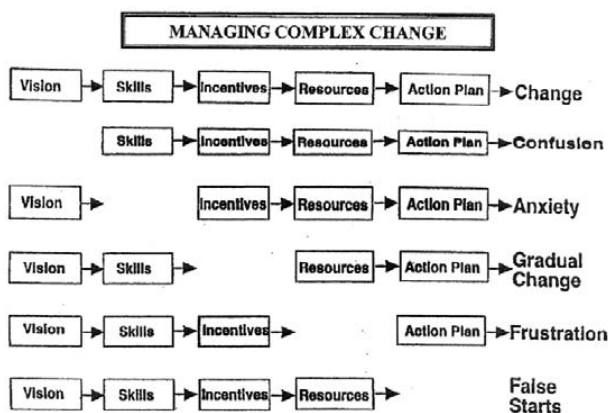 MANAGING COMPLEX CHANGE
Vision Skills Incentives Resources Action Plan Change
Skills Incentives Resources Action Plan Confusion
Vision Incentives Resources Action Plan Anxiety
Vision Skills Resources Action Plan Gradual
Change
Vision Skills Incentives Action Plan Frustration
Vision Skills Incentives Resources False
Starts